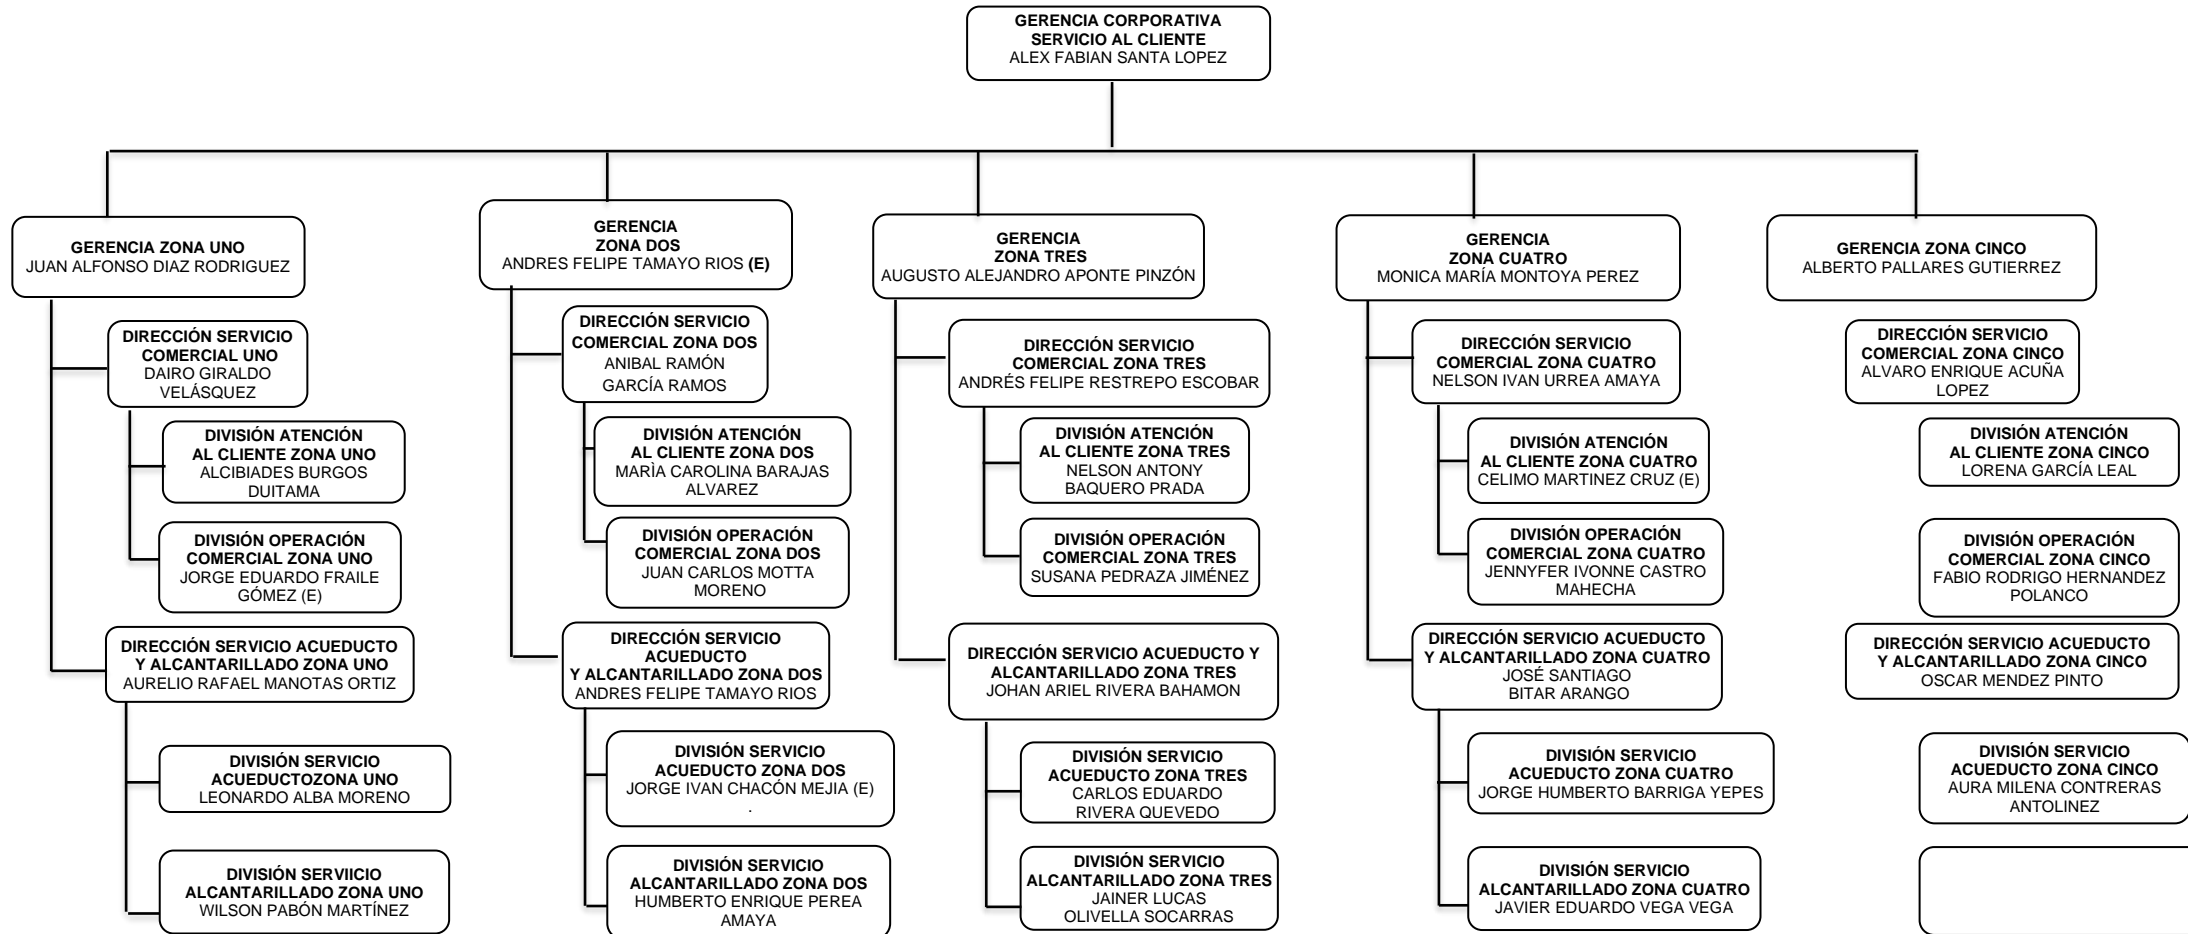 GERENCIA CORPORATIVA
SERVICIO AL CLIENTE
ALEX FABIAN SANTA LOPEZ
GERENCIA ZONA UNO
JUAN ALFONSO DIAZ RODRIGUEZ
DIRECCIÓN SERVICIO
COMERCIAL UNO
DAIRO GIRALDO
VELÁSQUEZ
DIVISIÓN ATENCIÓN
AL CLIENTE ZONA UNO
ALCIBIADES BURGOS
DUITAMA
DIVISIÓN OPERACIÓN
COMERCIAL ZONA UNO
JORGE EDUARDO FRAILE
GÓMEZ (E)
DIRECCIÓN SERVICIO ACUEDUCTO
Y ALCANTARILLADO ZONA UNO
AURELIO RAFAEL MANOTAS ORTIZ
DIVISIÓN SERVICIO
ACUEDUCTOZONA UNO
LEONARDO ALBA MORENO
DIVISIÓN SERVIICIO
ALCANTARILLADO ZONA UNO
WILSON PABÓN MARTÍNEZ
GERENCIA
ZONA DOS
ANDRES FELIPE TAMAYO RIOS (E)
DIRECCIÓN SERVICIO
COMERCIAL ZONA DOS
ANIBAL RAMÓN
GARCÍA RAMOS
DIVISIÓN ATENCIÓN
AL CLIENTE ZONA DOS
MARÌA CAROLINA BARAJAS
ALVAREZ
DIVISIÓN OPERACIÓN
COMERCIAL ZONA DOS
JUAN CARLOS MOTTA
MORENO
DIRECCIÓN SERVICIO
ACUEDUCTO
Y ALCANTARILLADO ZONA DOS
ANDRES FELIPE TAMAYO RIOS
DIVISIÓN SERVICIO
ACUEDUCTO ZONA DOS
JORGE IVAN CHACÓN MEJIA (E)
.
DIVISIÓN SERVICIO
ALCANTARILLADO ZONA DOS
HUMBERTO ENRIQUE PEREA
AMAYA
GERENCIA
ZONA TRES
AUGUSTO ALEJANDRO APONTE PINZÓN
DIRECCIÓN SERVICIO
COMERCIAL ZONA TRES
ANDRÉS FELIPE RESTREPO ESCOBAR
DIVISIÓN ATENCIÓN
AL CLIENTE ZONA TRES
NELSON ANTONY
BAQUERO PRADA
DIVISIÓN OPERACIÓN
COMERCIAL ZONA TRES
SUSANA PEDRAZA JIMÉNEZ
DIRECCIÓN SERVICIO ACUEDUCTO Y
ALCANTARILLADO ZONA TRES
JOHAN ARIEL RIVERA BAHAMON
DIVISIÓN SERVICIO
ACUEDUCTO ZONA TRES
CARLOS EDUARDO
RIVERA QUEVEDO
DIVISIÓN SERVICIO
ALCANTARILLADO ZONA TRES
JAINER LUCAS
OLIVELLA SOCARRAS
GERENCIA
ZONA CUATRO
MONICA MARÍA MONTOYA PEREZ
DIRECCIÓN SERVICIO
COMERCIAL ZONA CUATRO
NELSON IVAN URREA AMAYA
DIVISIÓN ATENCIÓN
AL CLIENTE ZONA CUATRO
CELIMO MARTINEZ CRUZ (E)
DIVISIÓN OPERACIÓN
COMERCIAL ZONA CUATRO
JENNYFER IVONNE CASTRO
MAHECHA
DIRECCIÓN SERVICIO ACUEDUCTO
Y ALCANTARILLADO ZONA CUATRO
JOSÉ SANTIAGO
BITAR ARANGO
DIVISIÓN SERVICIO
ACUEDUCTO ZONA CUATRO
JORGE HUMBERTO BARRIGA YEPES
DIVISIÓN SERVICIO
ALCANTARILLADO ZONA CUATRO
JAVIER EDUARDO VEGA VEGA
GERENCIA ZONA CINCO
ALBERTO PALLARES GUTIERREZ
DIRECCIÓN SERVICIO
COMERCIAL ZONA CINCO
ALVARO ENRIQUE ACUÑA
LOPEZ
DIVISIÓN ATENCIÓN
AL CLIENTE ZONA CINCO
LORENA GARCÍA LEAL
DIVISIÓN OPERACIÓN
COMERCIAL ZONA CINCO
FABIO RODRIGO HERNANDEZ
POLANCO
DIRECCIÓN SERVICIO ACUEDUCTO
Y ALCANTARILLADO ZONA CINCO
OSCAR MENDEZ PINTO
DIVISIÓN SERVICIO
ACUEDUCTO ZONA CINCO
AURA MILENA CONTRERAS
ANTOLINEZ